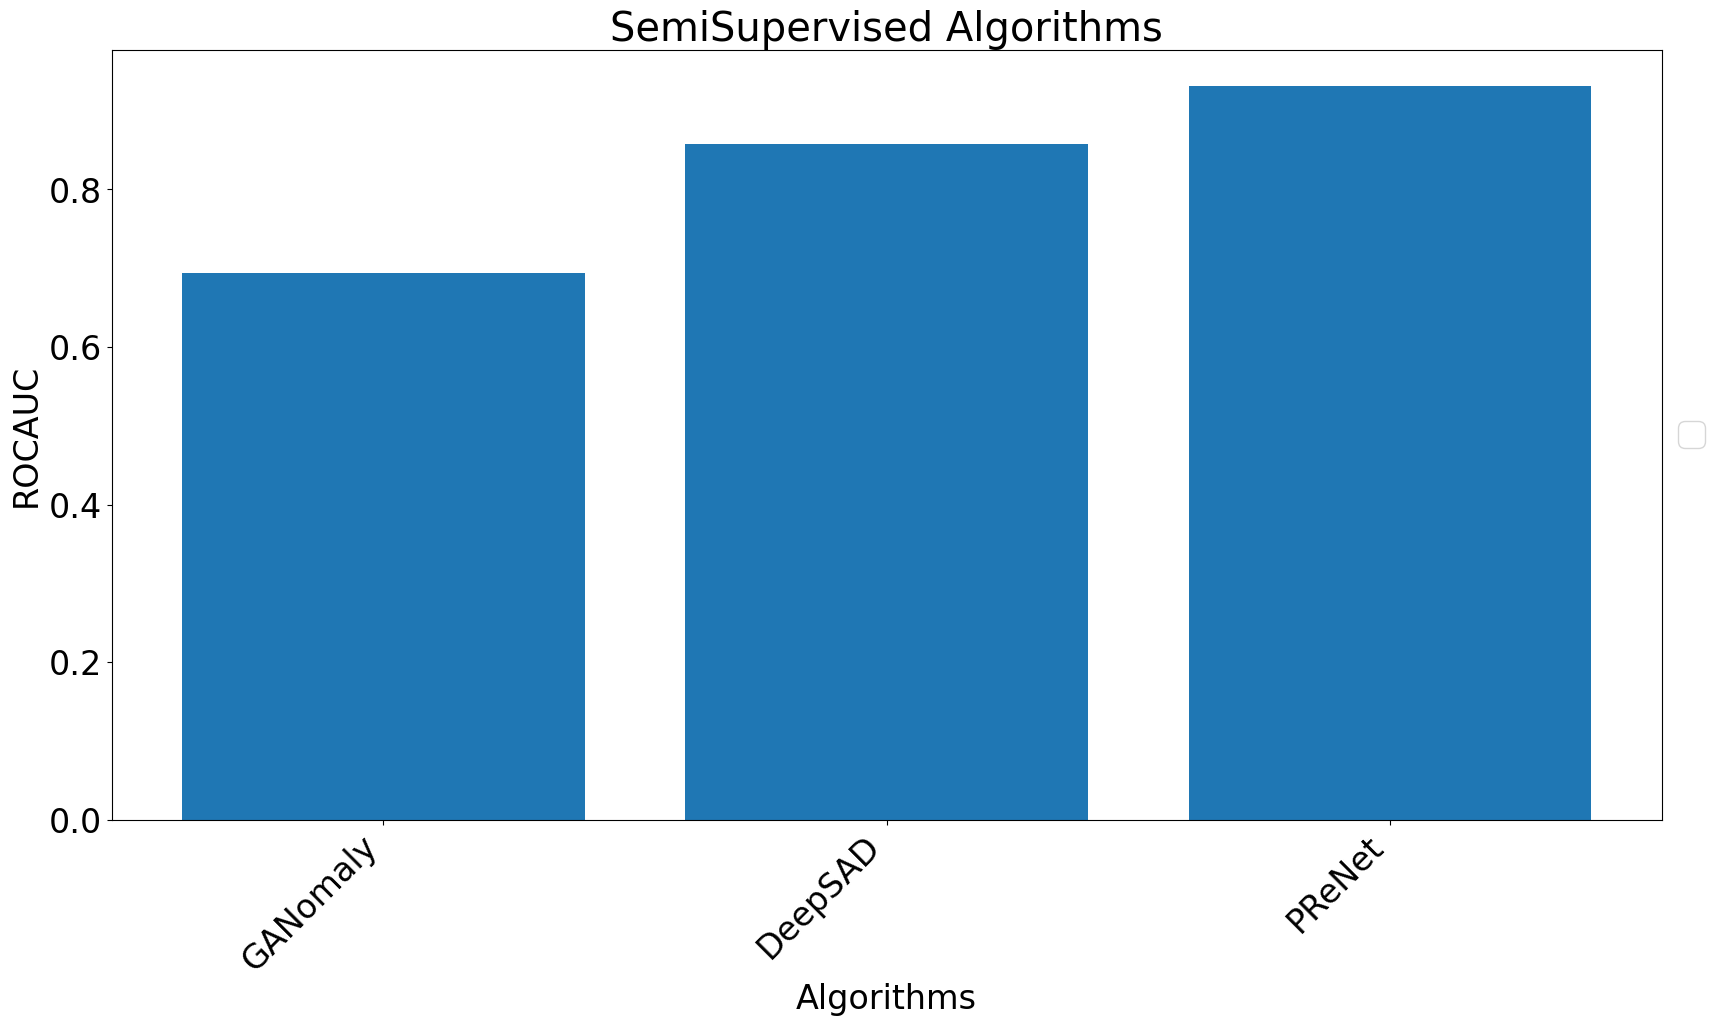 SemiSupervised Algorithms
ROCAUC
0.8
0.6
0.4
0.2
0.0
GANomaly
DeepSAD
PReNet
Algorithms